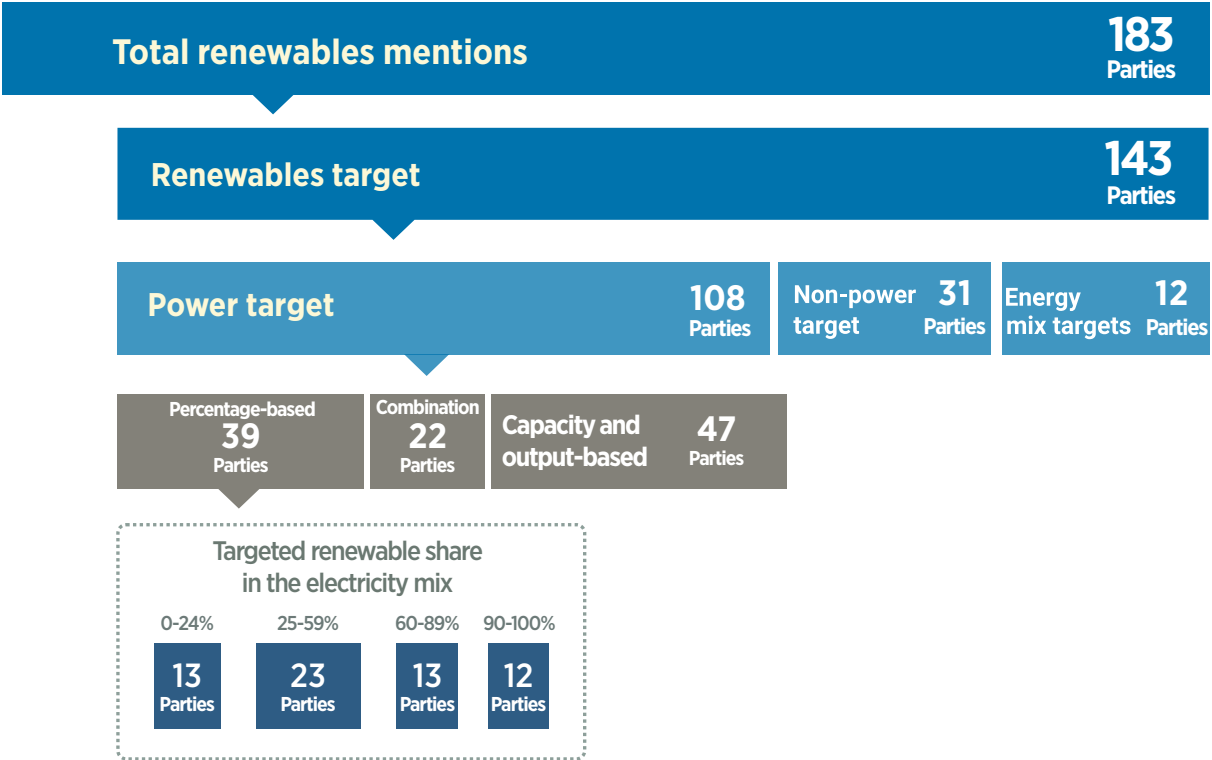 Total renewables mentions
183
Parties
Renewables target
143
Parties
Power target
108
Parties
Non-power
target
31
Parties
Energy
mix targets
12
Parties
Percentage-based
39
Parties
Combination
22
Parties
Capacity and
output-based
47
Parties
Targeted renewable share
in the electricity mix
0-24%
25-59%
60-89%
90-100%
13
Parties
23
Parties
13
Parties
12
Parties